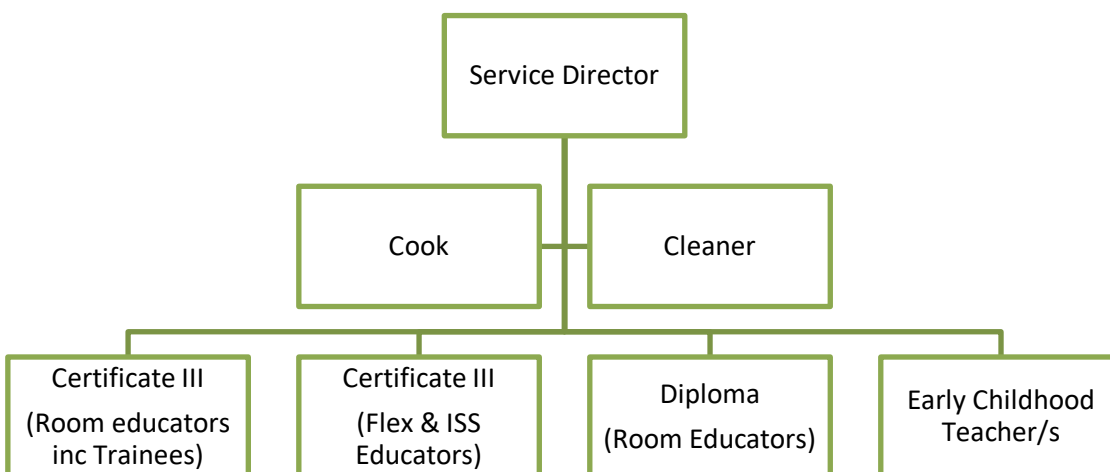 Service Director
Cook
Cleaner
Certificate III
(Room educators
inc Trainees)
Certificate III
(Flex & ISS
Educators)
Diploma
(Room Educators)
Early Childhood
Teacher/s